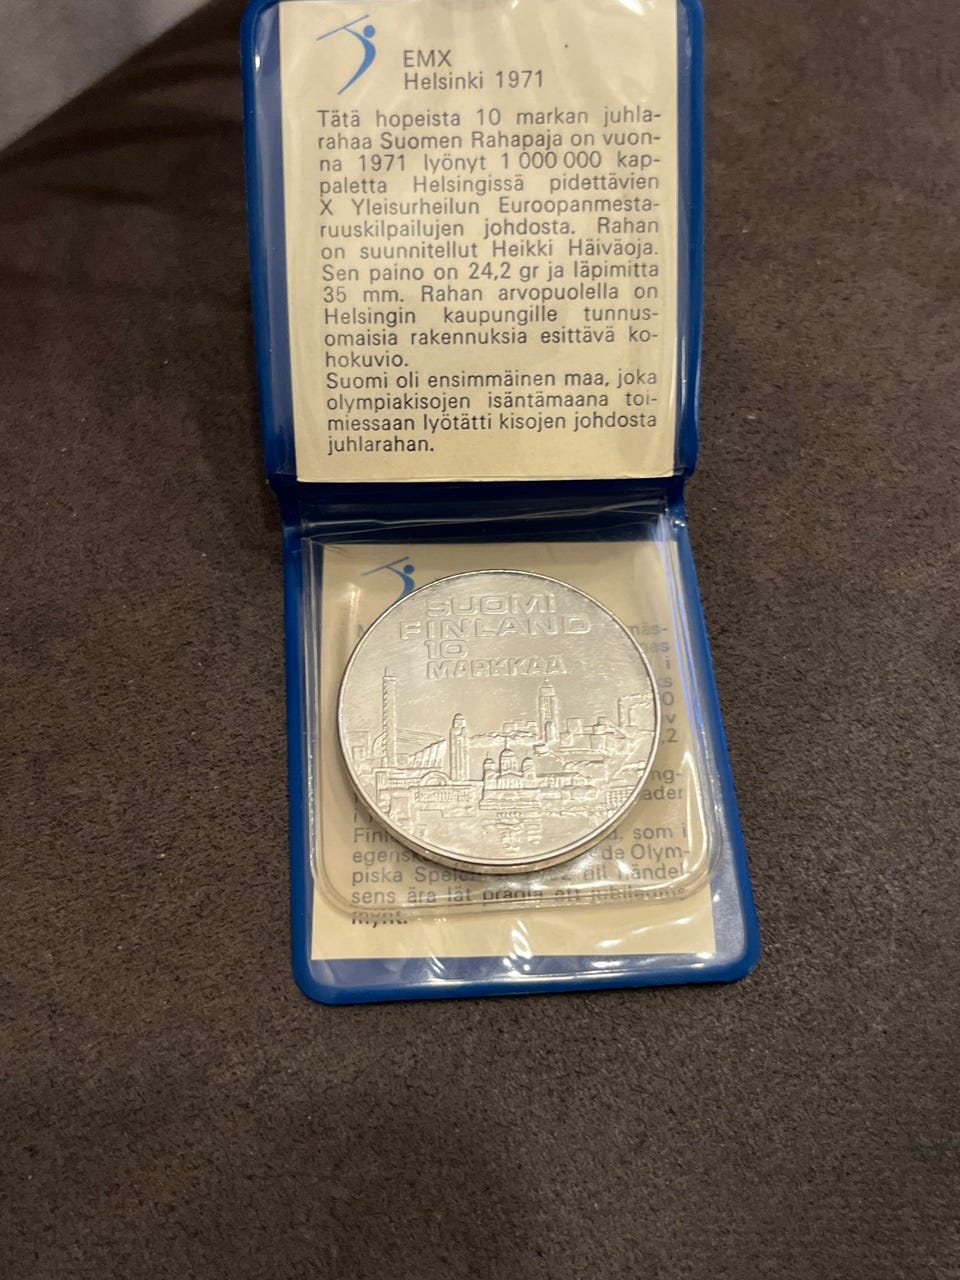 EMX
Helsinki 1971
Tätä hopeista 10 markan juhla-
rahaa Suomen Rahapaja on vuon-
na 1971 lyönyt 1 000 000 kap-
paletta Helsingissä pidettävien
X Yleisurheilun Euroopanmesta-
ruuskilpailujen johdosta. Rahan
on suunnitellut Heikki Häiväoja.
Sen paino on 24,2 gr ja läpimitta
35 mm. Rahan arvopuolella on
Helsingin kaupungille tunnus-
omaisia rakennuksia esittävä ko-
hokuvio.
Suomi oli ensimmäinen maa, joka
olympiakisojen isäntämaana toi-
miessaan lyötätti kisojen johdosta
juhlarahan.
SUOMI
FINLAND
10
MARKKAA
som i
de Olym-
piska
sens ära lät prägla ett jubileums
mynt.